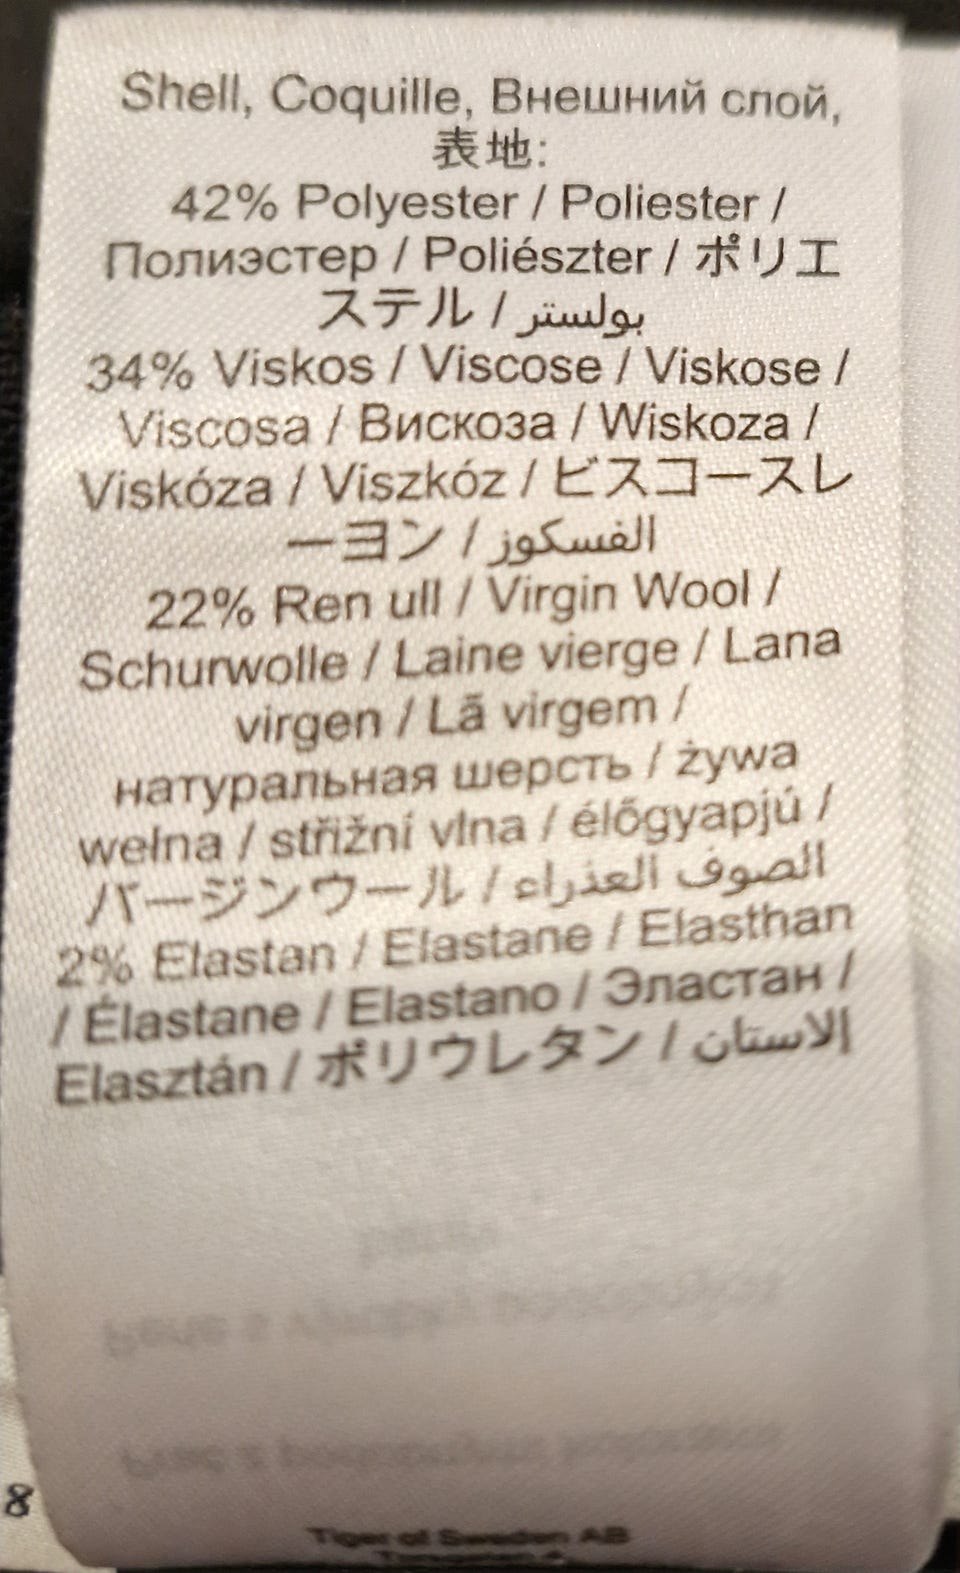 Shell, Coquille, Внешний слой,
表地:
42% Polyester / Poliester /
Полиэстер / Poliészter / ポリエ
ステル / بولستر
34% Viskos / Viscose / Viskose /
Viscosa / Вискоза / Wiskoza /
Viskóza / Viszkóz / ビスコースレ
ーヨン / الفسكوز
22% Ren ull / Virgin Wool /
Schurwolle / Laine vierge / Lana
virgen / Lã virgem /
натуральная шерсть / żywa
wełna / střižní vlna / élőgyapjú /
バージンウール / الصوف العذراء
2% Elastan / Elastane / Elasthan
/ Élastane / Elastano / Эластан /
Elasztán / ポリウレタン / إلاستان
Tiger of Sweden AB
8